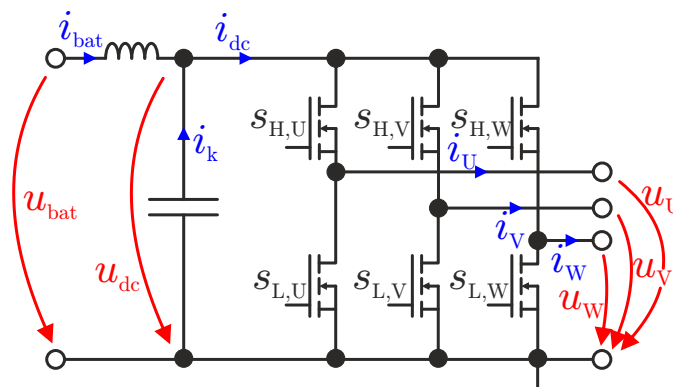 i_bat i_dc
s_H,U s_H,V s_H,W
i_k i_U
u_bat u_U
i_V
u_dc s_L,U s_L,V s_L,W i_W u_V
u_W